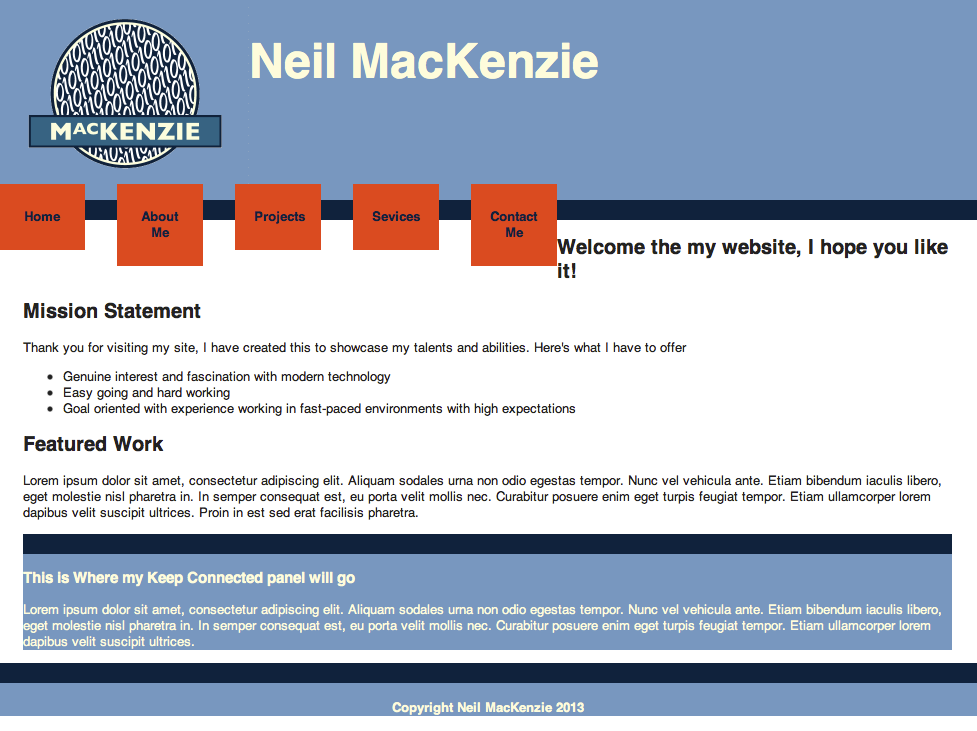 Neil MacKenzie
MACKENZIE
Home
About
Me
Projects
Sevices
Contact
Me
Welcome the my website, I hope you like
it!
Mission Statement
Thank you for visiting my site, I have created this to showcase my talents and abilities. Here's what I have to offer
Genuine interest and fascination with modern technology
Easy going and hard working
Goal oriented with experience working in fast-paced environments with high expectations
Featured Work
Lorem ipsum dolor sit amet, consectetur adipiscing elit. Aliquam sodales urna non odio egestas tempor. Nunc vel vehicula ante. Etiam bibendum iaculis libero,
eget molestie nisl pharetra in. In semper consequat est, eu porta velit mollis nec. Curabitur posuere enim eget turpis feugiat tempor. Etiam ullamcorper lorem
dapibus velit suscipit ultrices. Proin in est sed erat facilisis pharetra.
This is Where my Keep Connected panel will go
Lorem ipsum dolor sit amet, consectetur adipiscing elit. Aliquam sodales urna non odio egestas tempor. Nunc vel vehicula ante. Etiam bibendum iaculis libero,
eget molestie nisl pharetra in. In semper consequat est, eu porta velit mollis nec. Curabitur posuere enim eget turpis feugiat tempor. Etiam ullamcorper lorem
dapibus velit suscipit ultrices.
Copyright Neil MacKenzie 2013